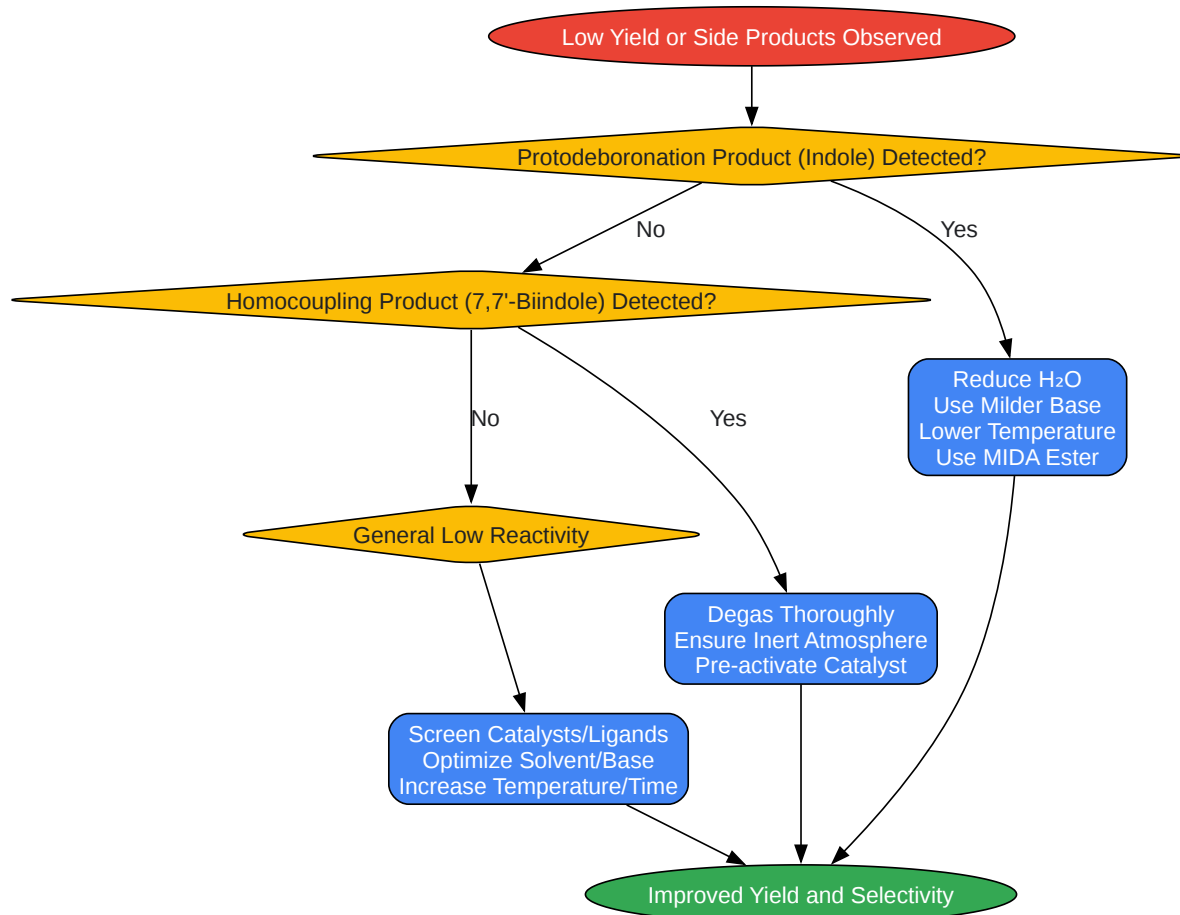 Low Yield or Side Products Observed
Protodeboronation Product (Indole) Detected?
No
Yes
Homocoupling Product (7,7'-Biindole) Detected?
Reduce H₂O
Use Milder Base
Lower Temperature
Use MIDA Ester
No
Yes
General Low Reactivity
Degas Thoroughly
Ensure Inert Atmosphere
Pre-activate Catalyst
Screen Catalysts/Ligands
Optimize Solvent/Base
Increase Temperature/Time
Improved Yield and Selectivity